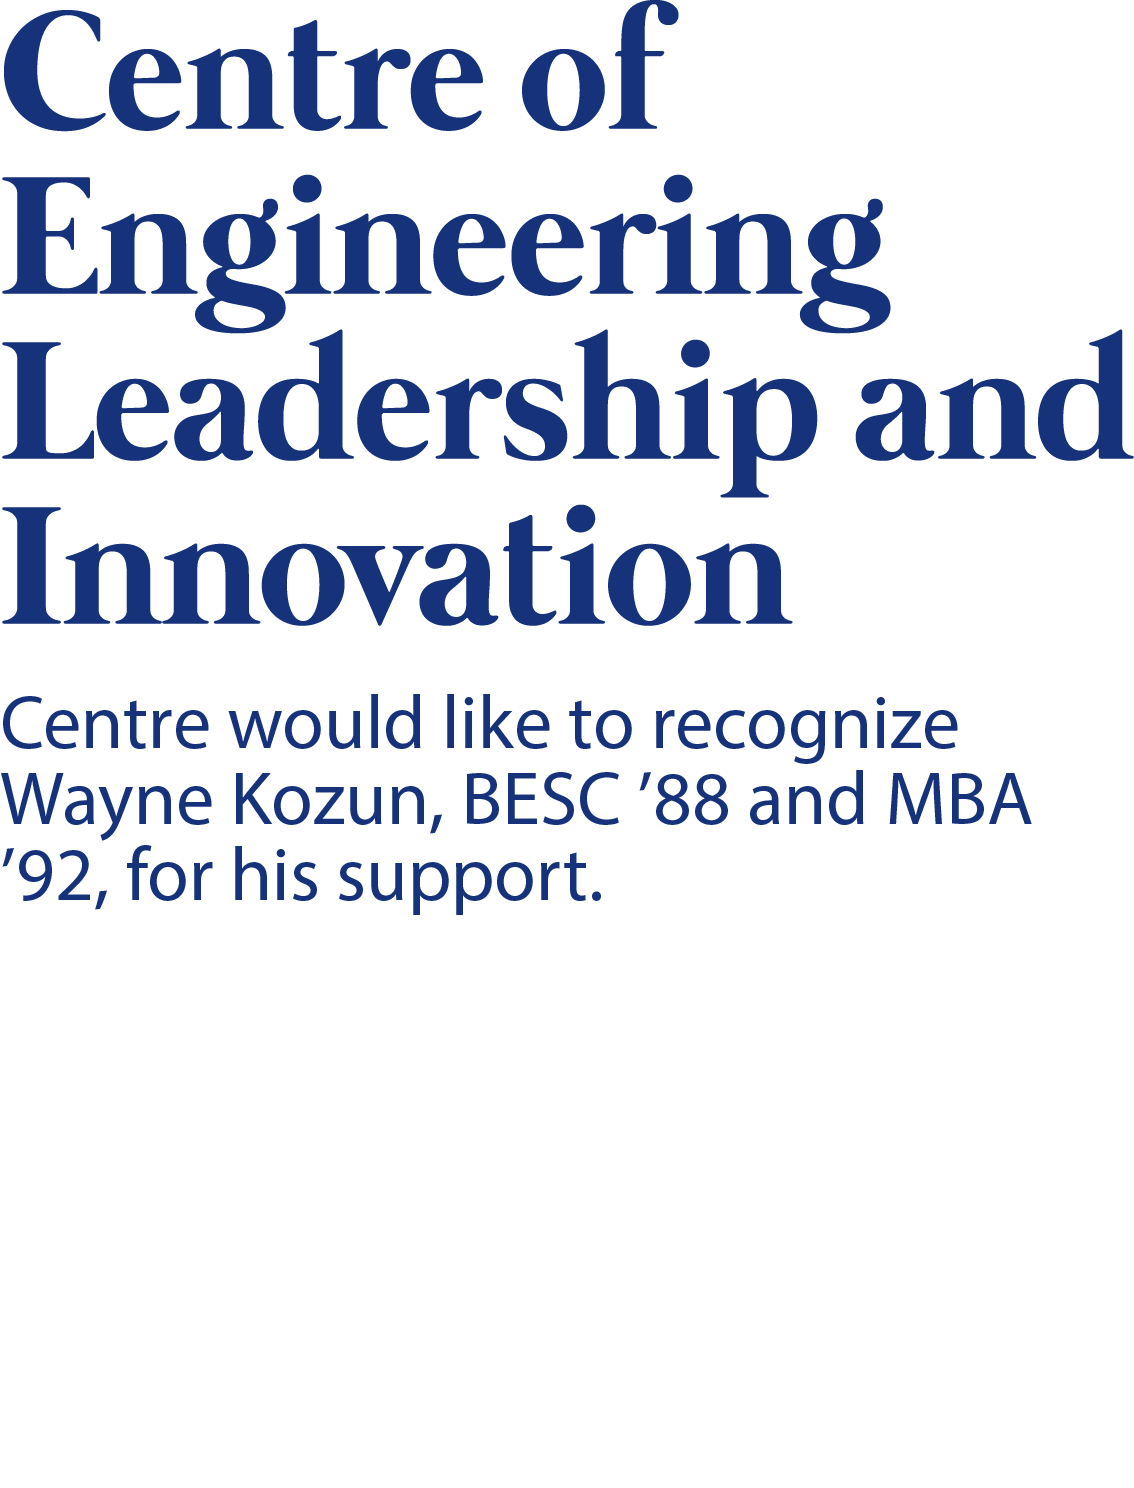 Centre of
Engineering
Leadership and
Innovation
Centre would like to recognize
Wayne Kozun, BESC ’88 and MBA
’92, for his support.